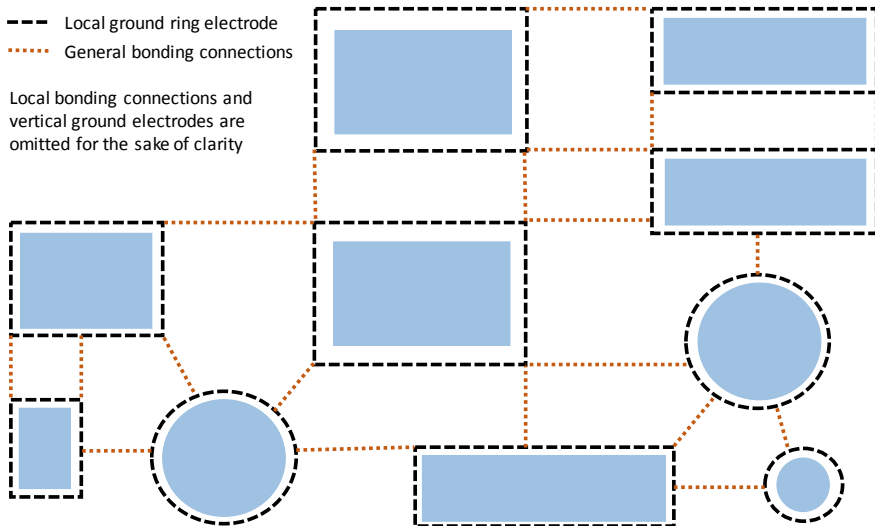 Local ground ring electrode
General bonding connections
Local bonding connections and
vertical ground electrodes are
omitted for the sake of clarity